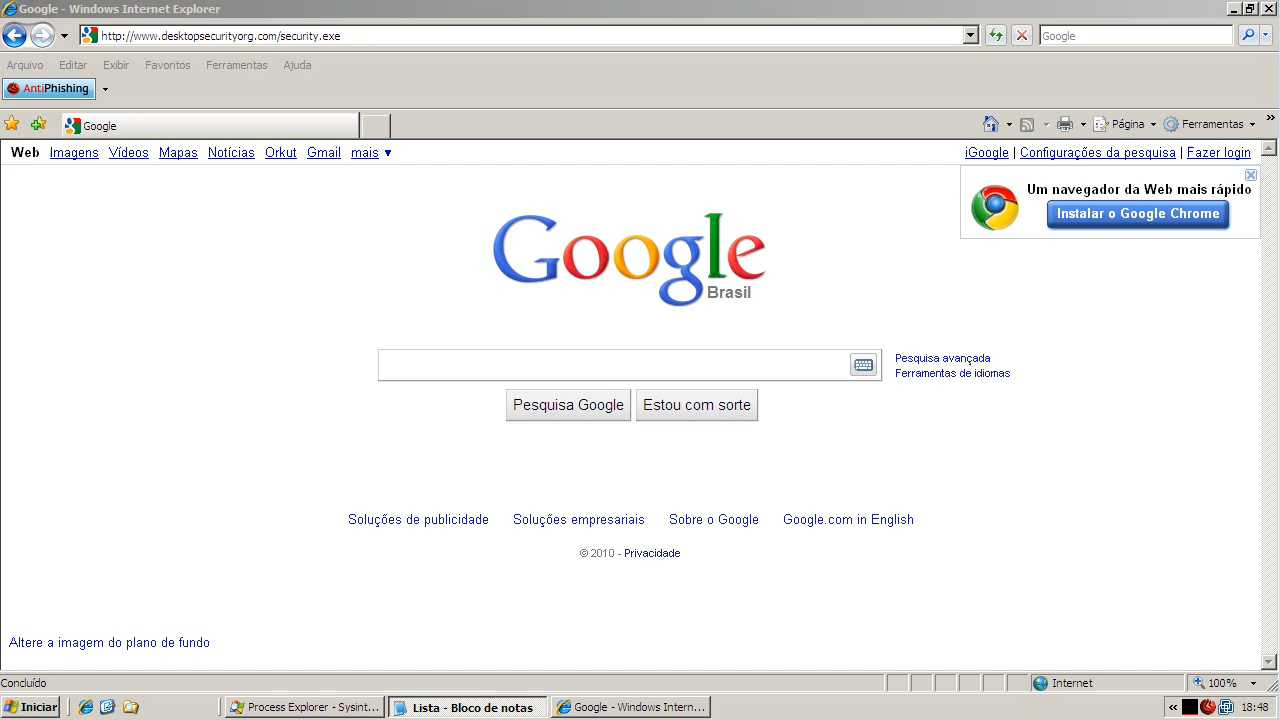 Google - Windows Internet Explorer
http://www.desktopsecurityorg.com/security.exe
Google
Arquivo Editar Exibir Favoritos Ferramentas Ajuda
AntiPhishing
Google
Página Ferramentas »
Web Imagens Vídeos Mapas Notícias Orkut Gmail mais ▼
iGoogle | Configurações da pesquisa | Fazer login
Um navegador da Web mais rápido
Instalar o Google Chrome
Google
Brasil
Pesquisa avançada
Ferramentas de idiomas
Pesquisa Google
Estou com sorte
Soluções de publicidade Soluções empresariais Sobre o Google Google.com in English
© 2010 - Privacidade
Altere a imagem do plano de fundo
Concluído
Internet
100%
Iniciar
Process Explorer - Sysint...
Lista - Bloco de notas
Google - Windows Intern...
«
18:48